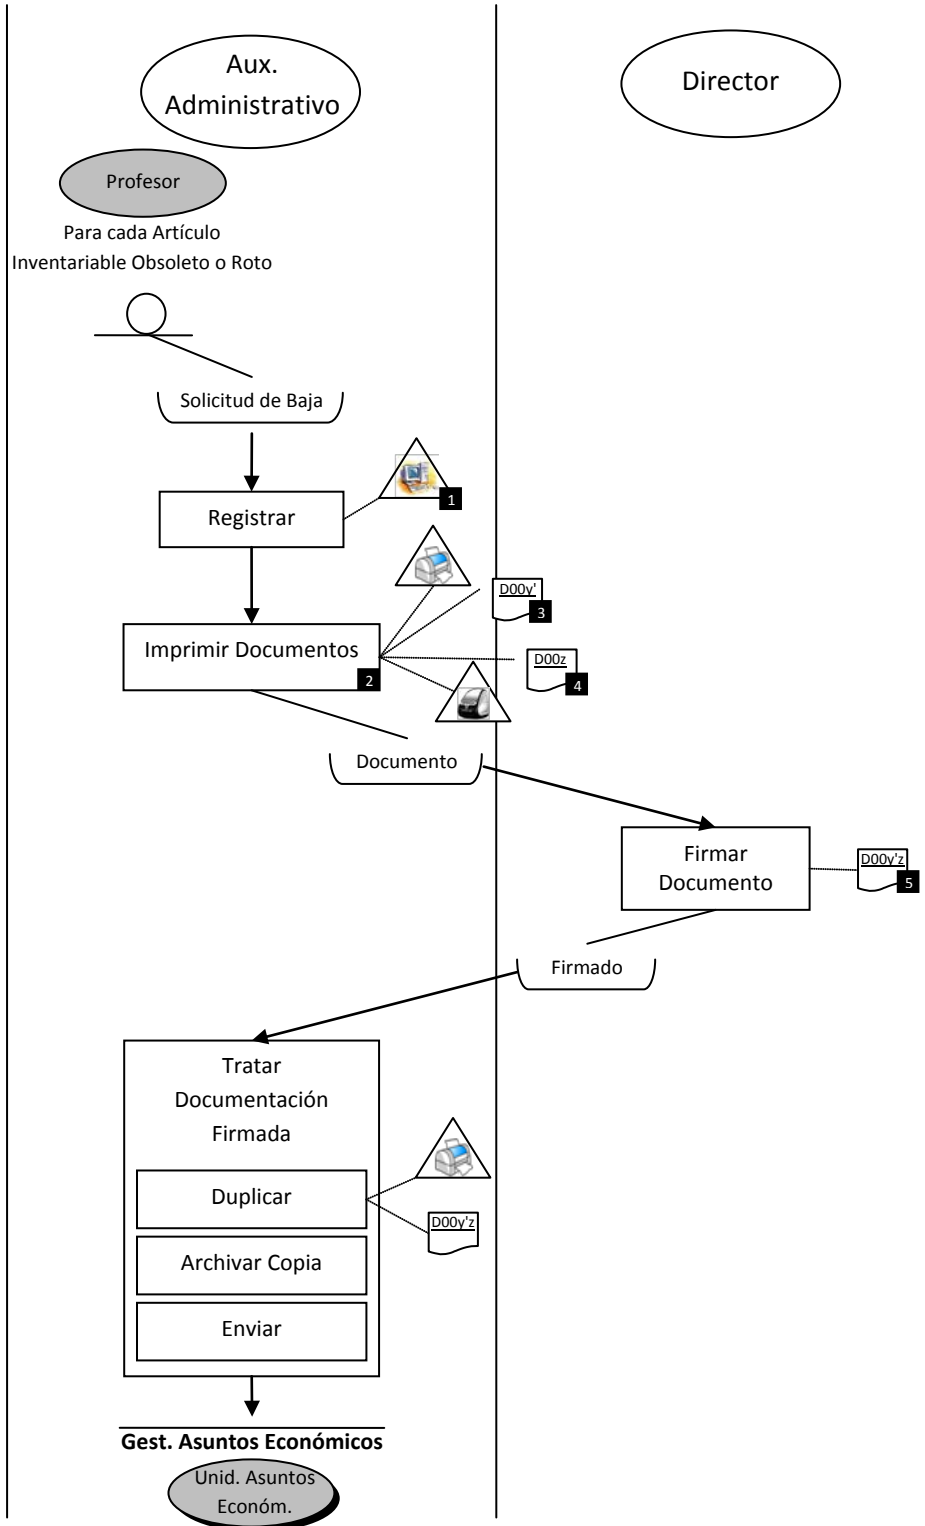 Aux.
Administrativo
Director
Profesor
Para cada Artículo
Inventariable Obsoleto o Roto
Solicitud de Baja
Registrar
1
Imprimir Documentos
2
D00y'
3
D00z
4
Documento
Firmar
Documento
D00y'z
5
Firmado
Tratar
Documentación
Firmada
Duplicar
D00y'z
Archivar Copia
Enviar
Gest. Asuntos Económicos
Unid. Asuntos
Económ.